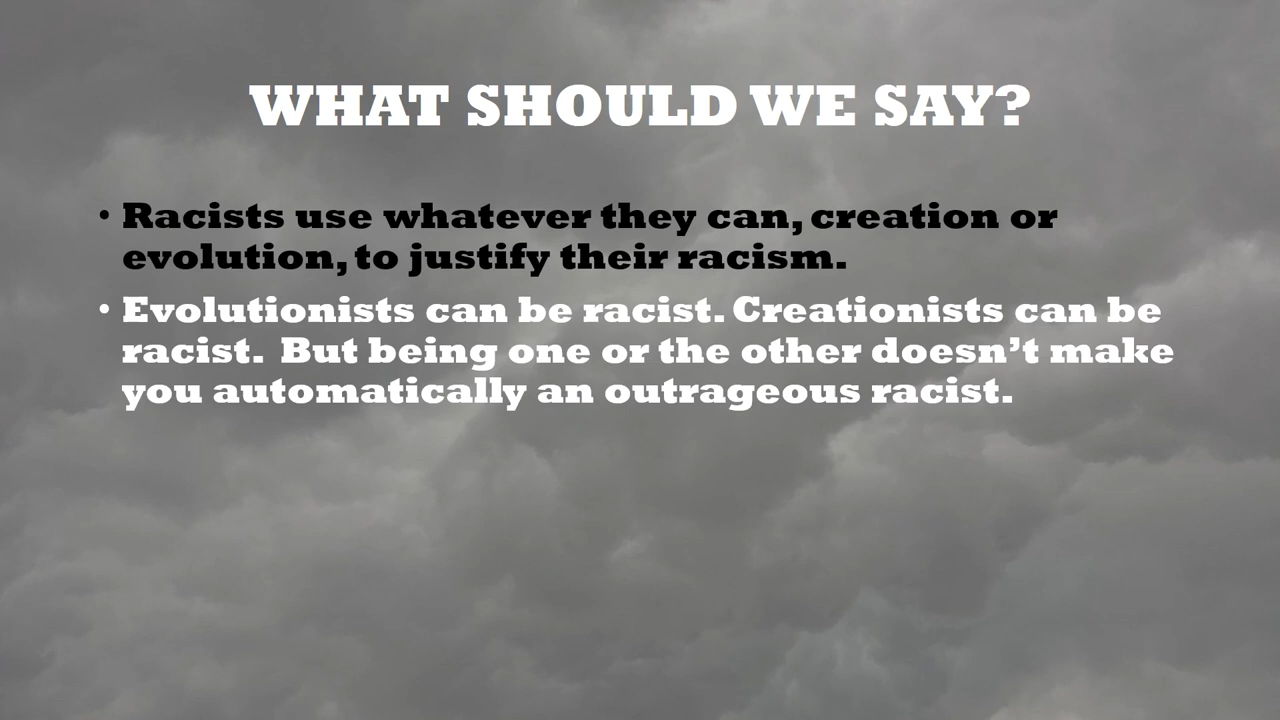 WHAT SHOULD WE SAY?
• Racists use whatever they can, creation or
evolution, to justify their racism.
• Evolutionists can be racist. Creationists can be
racist.  But being one or the other doesn’t make
you automatically an outrageous racist.